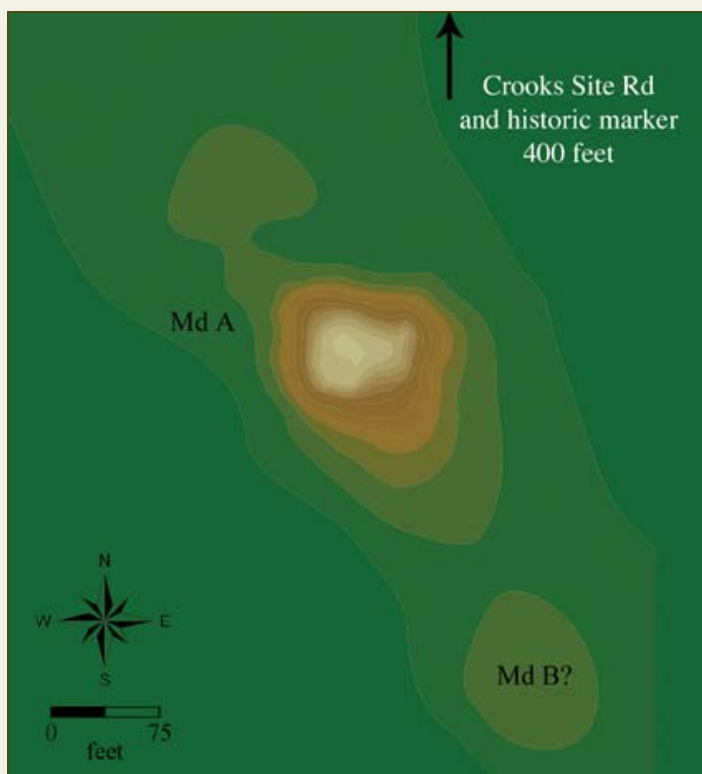 Crooks Site Rd
and historic marker
400 feet
Md A
N
W E
S
Md B?
0 75
feet